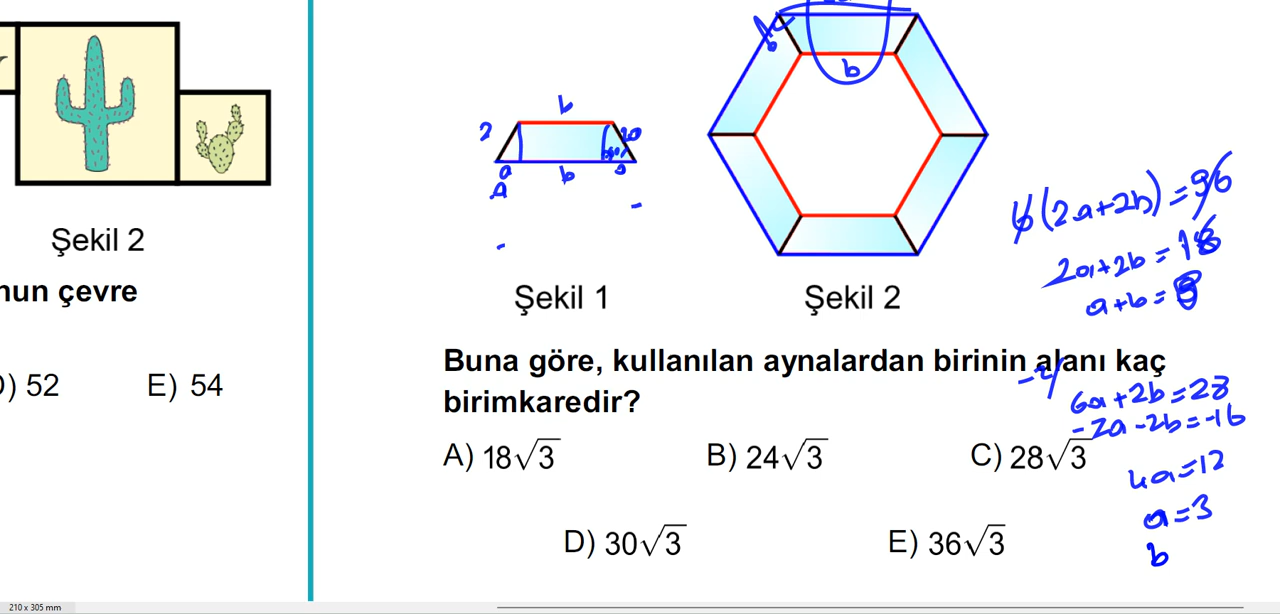 b
b
2a
a
b
Şekil 2
nun çevre
52
E) 54
Şekil 1
Şekil 2
6(2a+2b)=96
2a+2b=16
a+b=8
Buna göre, kullanılan aynalardan birinin alanı kaç
birimkaredir?
6a+2b=28
-2a-2b=-16
4a=12
a=3
b
A) 18√3
B) 24√3
C) 28√3
D) 30√3
E) 36√3
210 x 305 mm